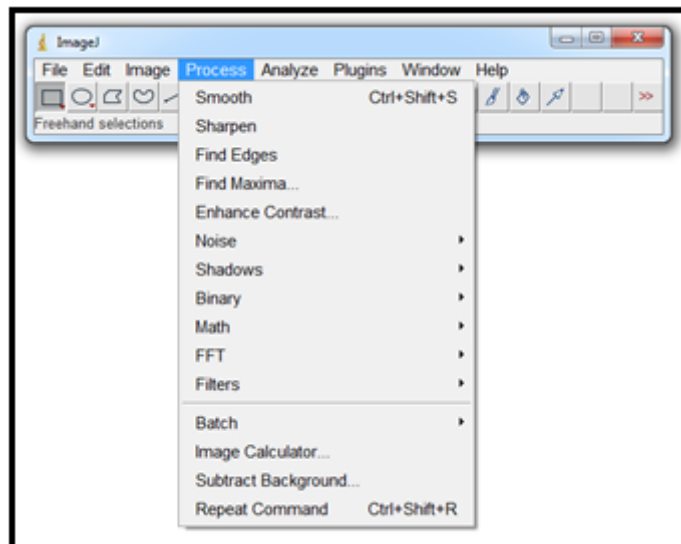 ImageJ
File Edit Image Process Analyze Plugins Window Help
>>
Freehand selections
Smooth Ctrl+Shift+S
Sharpen
Find Edges
Find Maxima...
Enhance Contrast...
Noise
Shadows
Binary
Math
FFT
Filters
Batch
Image Calculator...
Subtract Background...
Repeat Command Ctrl+Shift+R